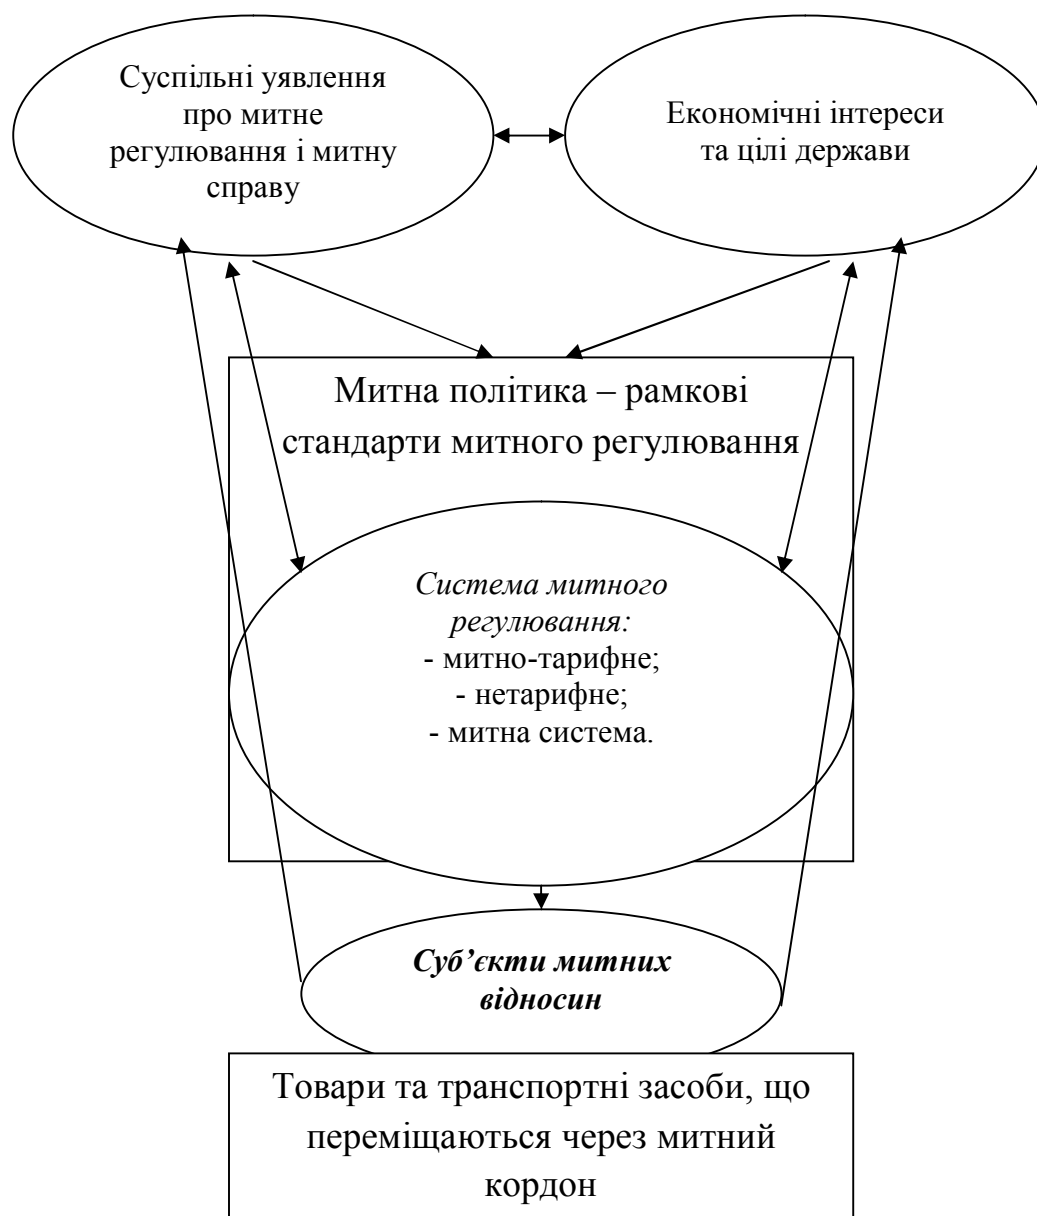 Суспільні уявлення
про митне
регулювання і митну
справу
Економічні інтереси
та цілі держави
Митна політика – рамкові
стандарти митного регулювання
Система митного
регулювання:
- митно-тарифне;
- нетарифне;
- митна система.
Суб’єкти митних
відносин
Товари та транспортні засоби, що
переміщаються через митний
кордон